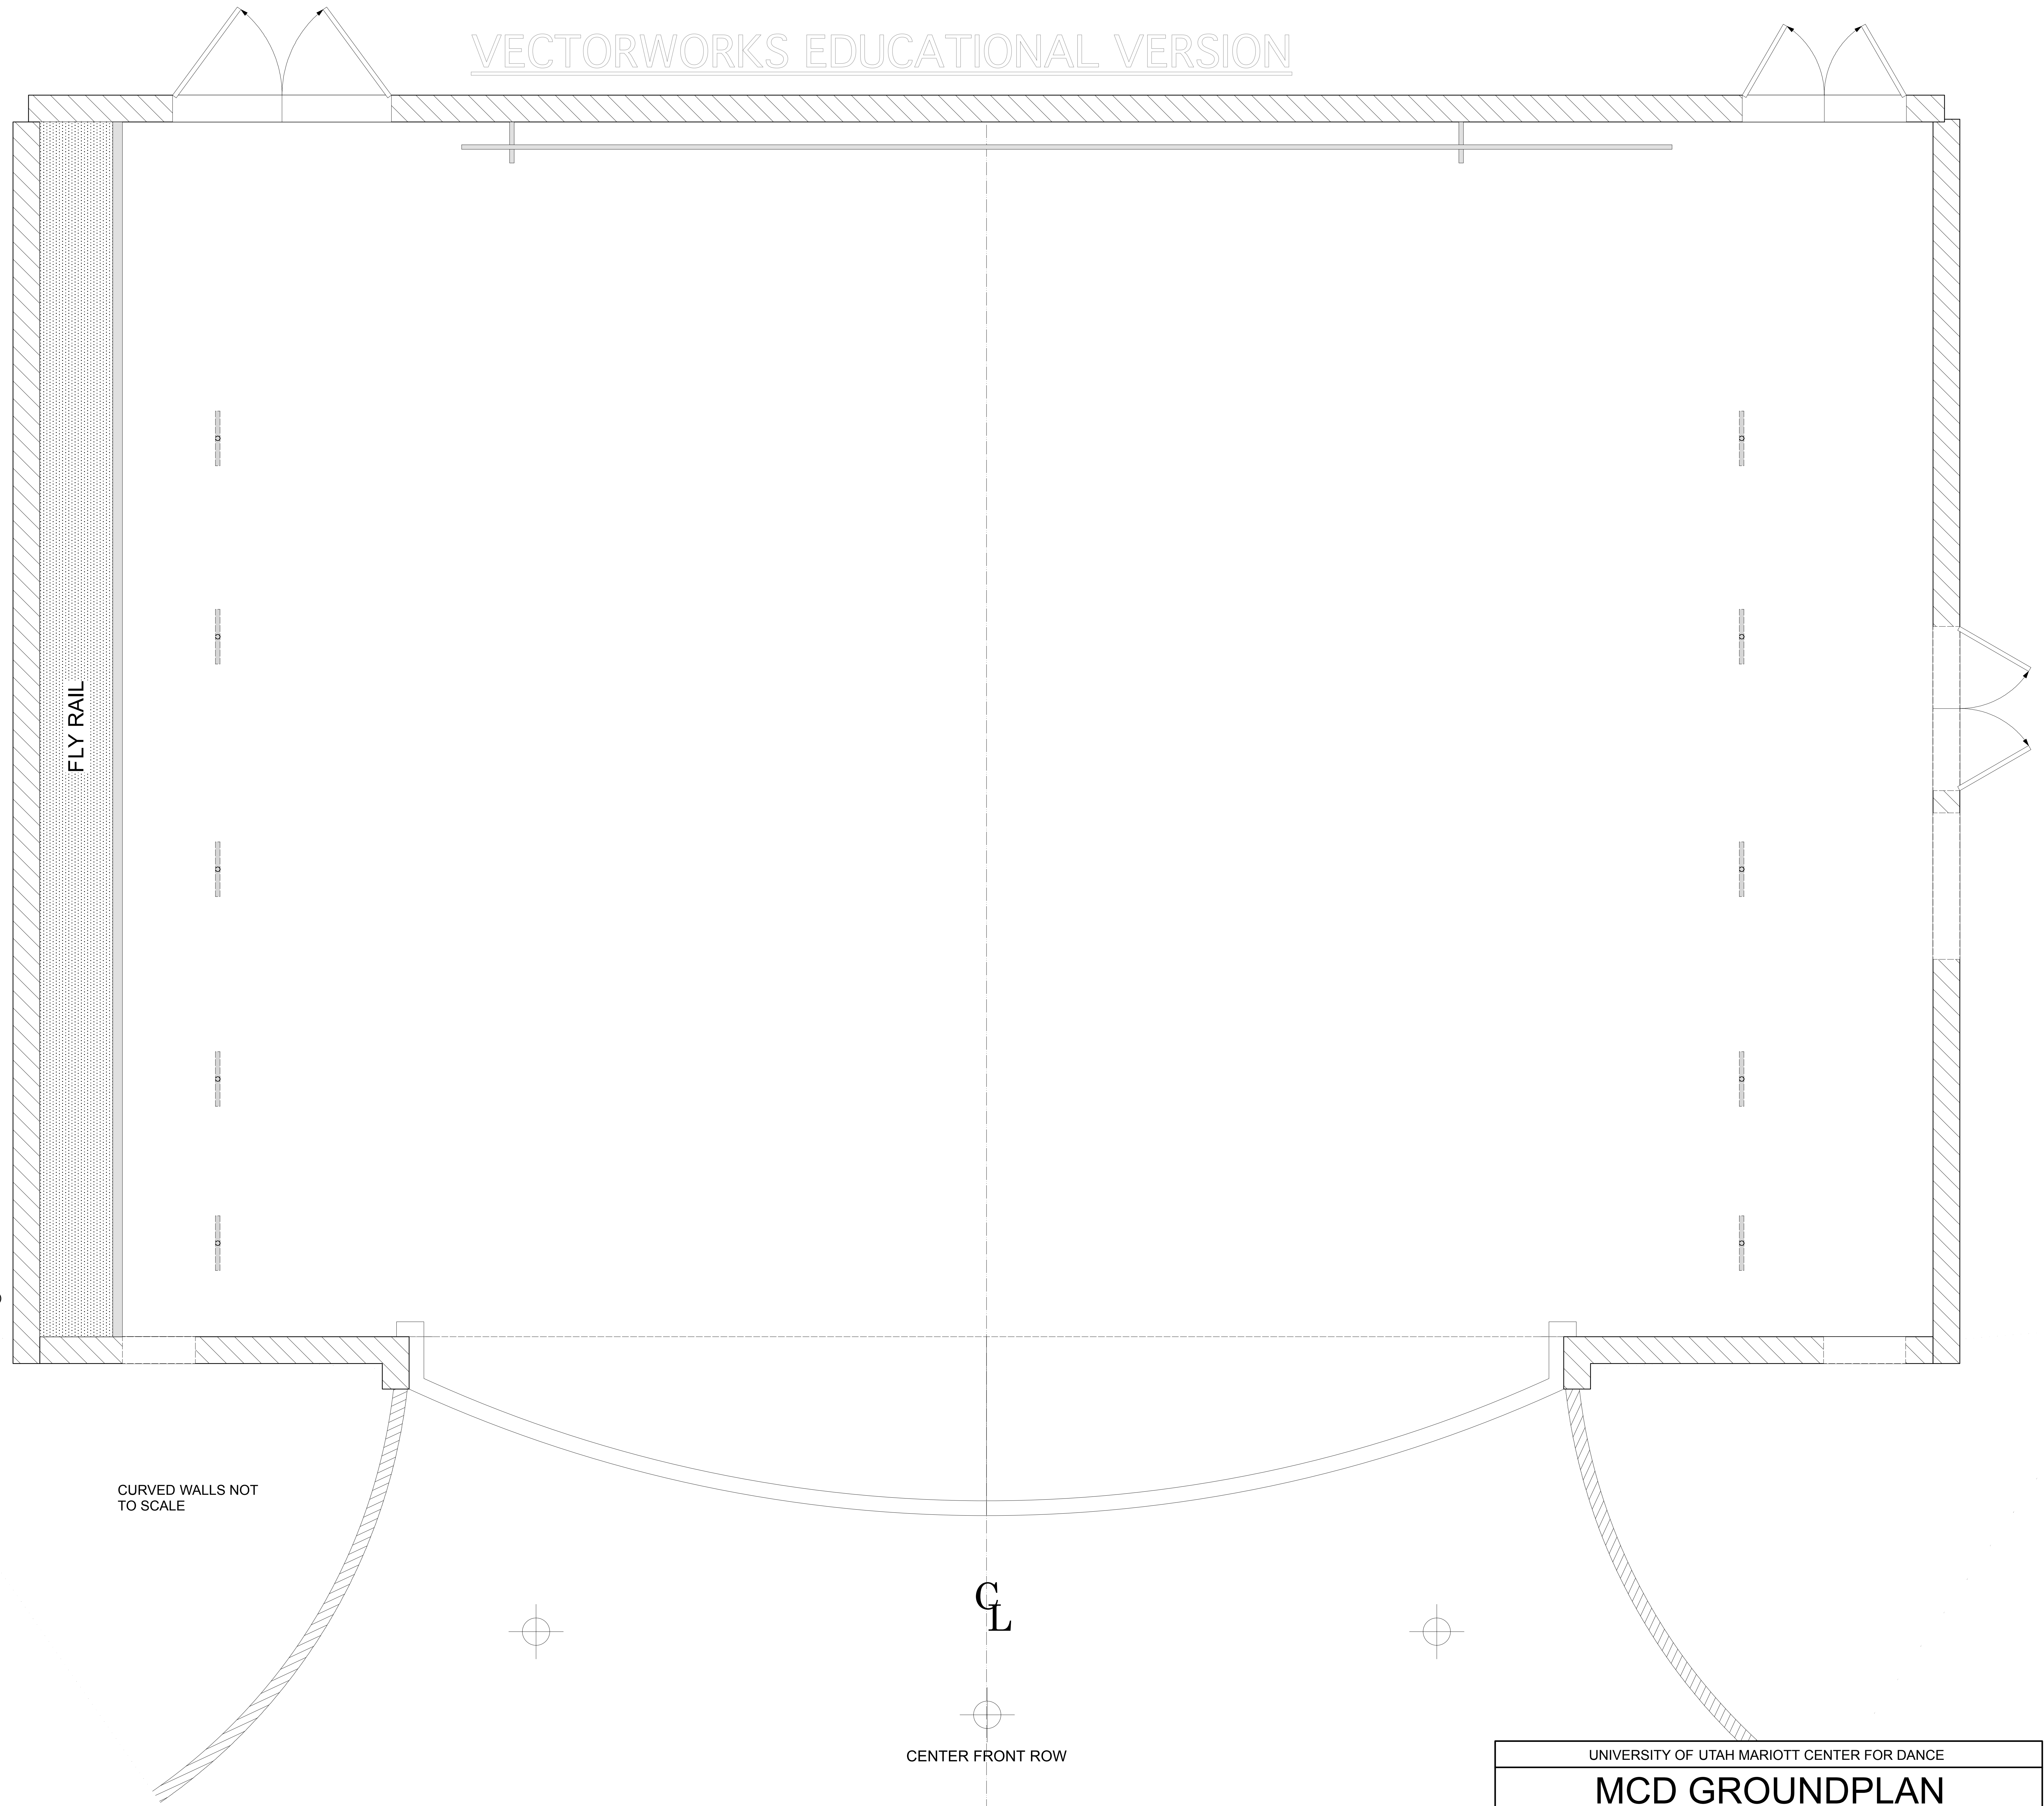 VECTORWORKS EDUCATIONAL VERSION
FLY RAIL
CURVED WALLS NOT
TO SCALE
CL
CENTER FRONT ROW
UNIVERSITY OF UTAH MARIOTT CENTER FOR DANCE
MCD GROUNDPLAN